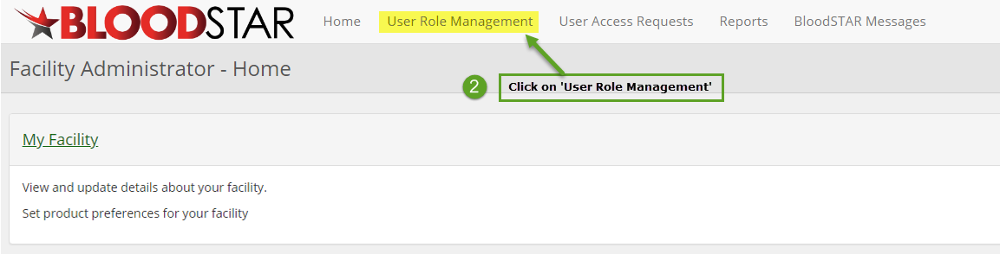 BLOODSTAR Home User Role Management User Access Requests Reports BloodSTAR Messages
Facility Administrator - Home
2 Click on 'User Role Management'
My Facility
View and update details about your facility.
Set product preferences for your facility